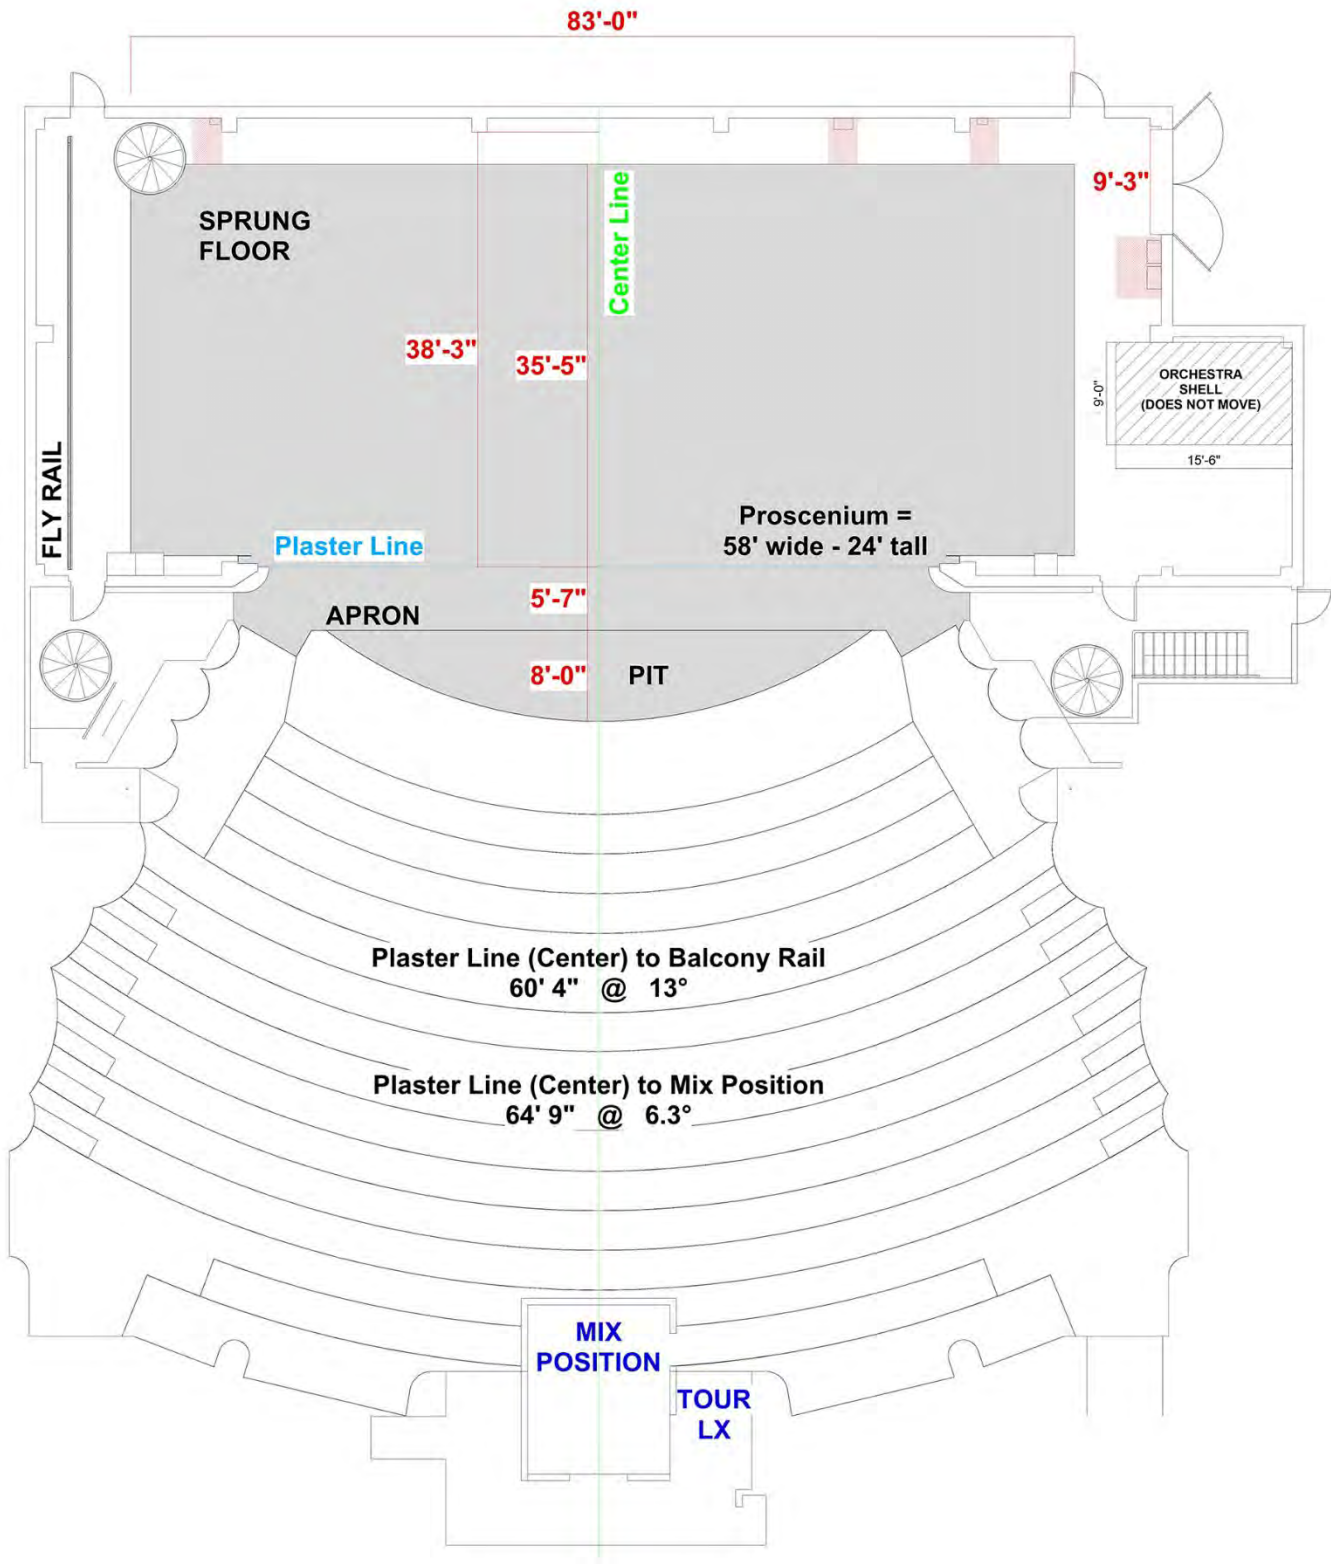 83'-0"
9'-3"
SPRUNG
FLOOR
Center Line
38'-3"
35'-5"
ORCHESTRA
SHELL
(DOES NOT MOVE)
9'-0"
15'-6"
FLY RAIL
Proscenium =
58' wide - 24' tall
Plaster Line
5'-7"
APRON
8'-0"
PIT
Plaster Line (Center) to Balcony Rail
60' 4" @ 13°
Plaster Line (Center) to Mix Position
64' 9" @ 6.3°
MIX
POSITION
TOUR
LX